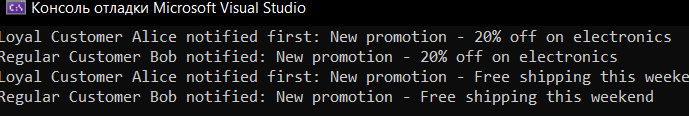 Консоль отладки Microsoft Visual Studio
Loyal Customer Alice notified first: New promotion - 20% off on electronics
Regular Customer Bob notified: New promotion - 20% off on electronics
Loyal Customer Alice notified first: New promotion - Free shipping this weeke
Regular Customer Bob notified: New promotion - Free shipping this weekend